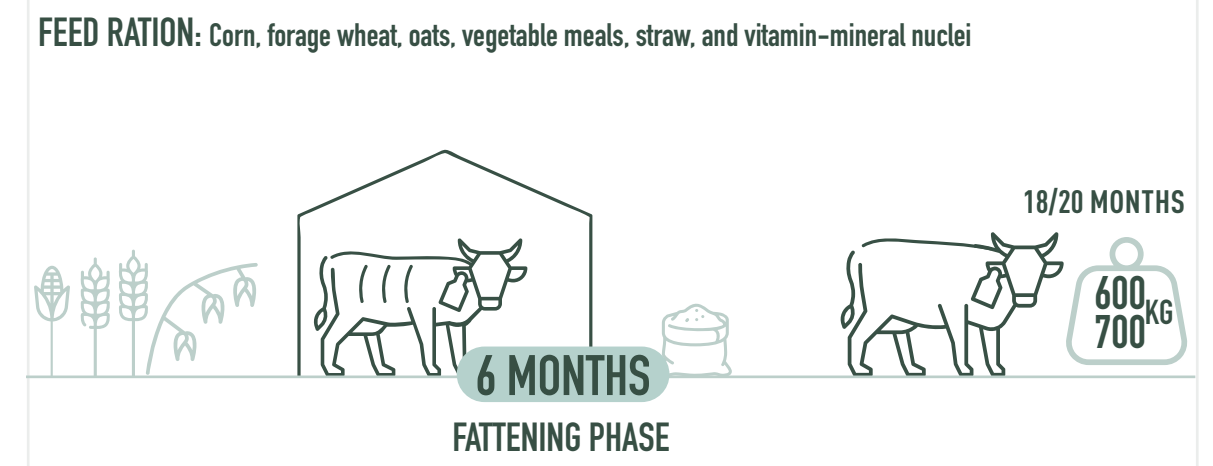 FEED RATION: Corn, forage wheat, oats, vegetable meals, straw, and vitamin-mineral nuclei
18/20 MONTHS
600
700 KG
6 MONTHS
FATTENING PHASE